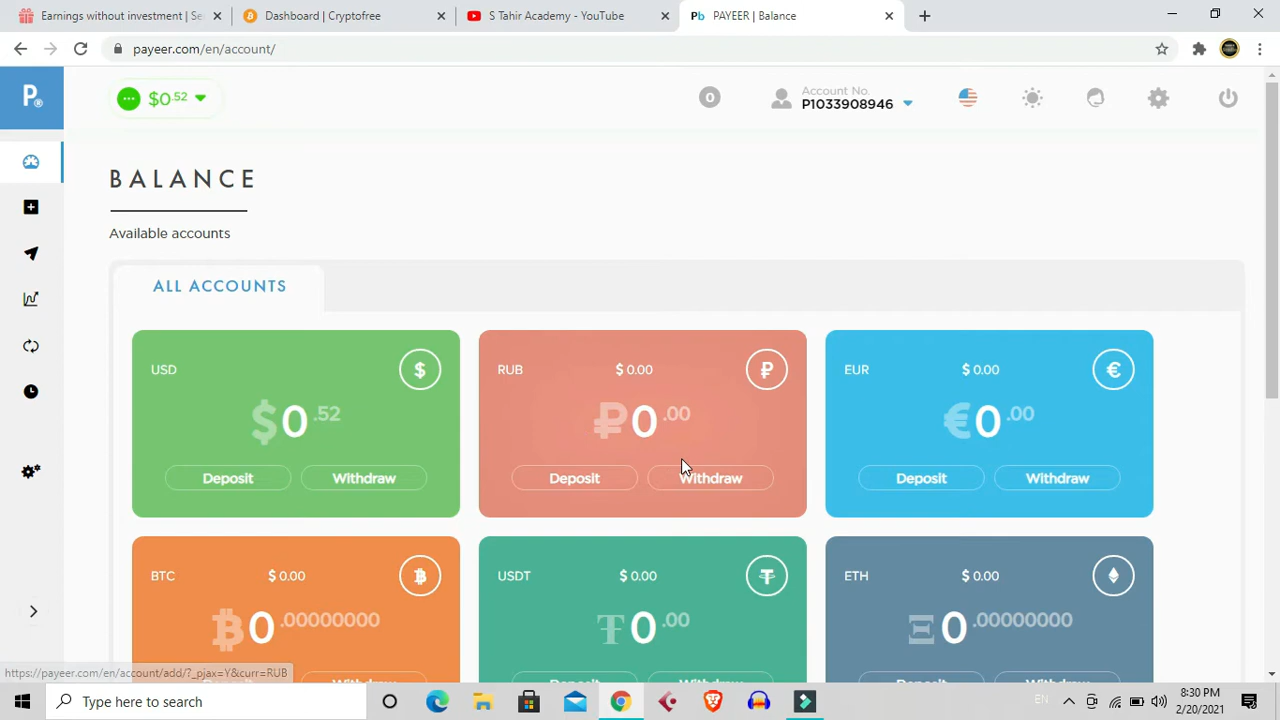 Earnings without investment | Se
Dashboard | Cryptofree
S Tahir Academy - YouTube
Pb PAYEER | Balance
payeer.com/en/account/
P®
$0.52
0
Account No.
P1033908946
BALANCE
Available accounts
ALL ACCOUNTS
USD $
$0.52
Deposit Withdraw
RUB $ 0.00 ₽
₽0.00
Deposit Withdraw
EUR $ 0.00 €
€0.00
Deposit Withdraw
BTC $ 0.00
0.00000000
USDT $ 0.00
0.00
ETH $ 0.00
Ξ0.00000000
https://payeer.com/en/account/add/?_pjax=Y&curr=RUB
Type here to search
EN
8:30 PM
2/20/2021